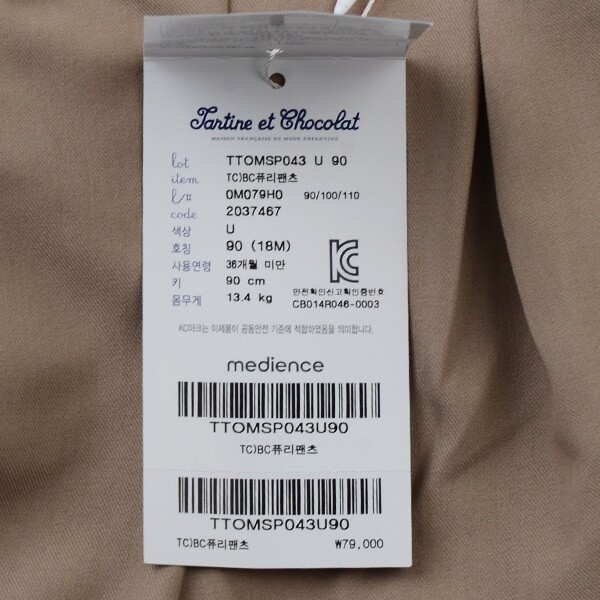 Tartine et Chocolat
MAISON FRANÇAISE DE MODE ENFANTINE
lot TTOMSP043 U 90
item TC)BC퓨리팬츠
l/# 0M079H0 90/100/110
code 2037467
색상 U
호칭 90 (18M)
사용연령 36개월 미만
키 90 cm
몸무게 13.4 kg
안전확인신고확인증번호
CB014R046-0003
KC마크는 이제품이 공통안전 기준에 적합하였음을 의미합니다.
medience
TTOMSP043U90
TC)BC퓨리팬츠
TTOMSP043U90
TC)BC퓨리팬츠 ₩79,000